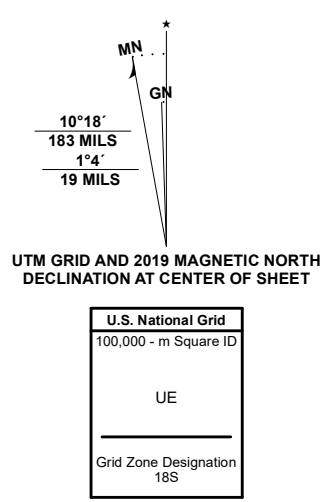 ★
MN
GN
10°18´
183 MILS
1°4´
19 MILS
UTM GRID AND 2019 MAGNETIC NORTH
DECLINATION AT CENTER OF SHEET
U.S. National Grid
100,000 - m Square ID
UE
Grid Zone Designation
18S